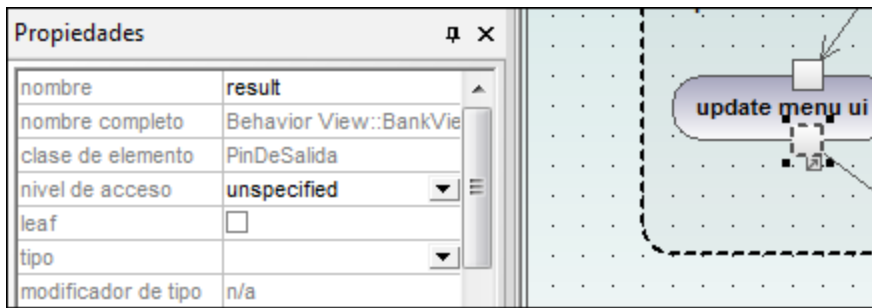 Propiedades
nombre result
nombre completo Behavior View::BankVie
clase de elemento PinDeSalida
nivel de acceso unspecified
leaf
tipo
modificador de tipo n/a
update menu ui